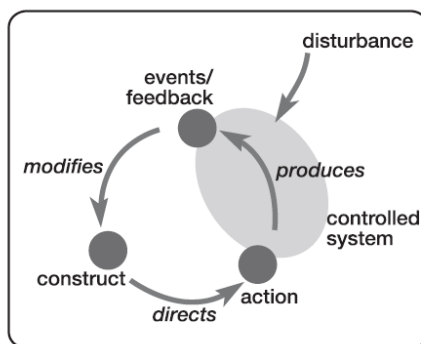 disturbance
events/
feedback
modifies
produces
controlled
system
construct
action
directs